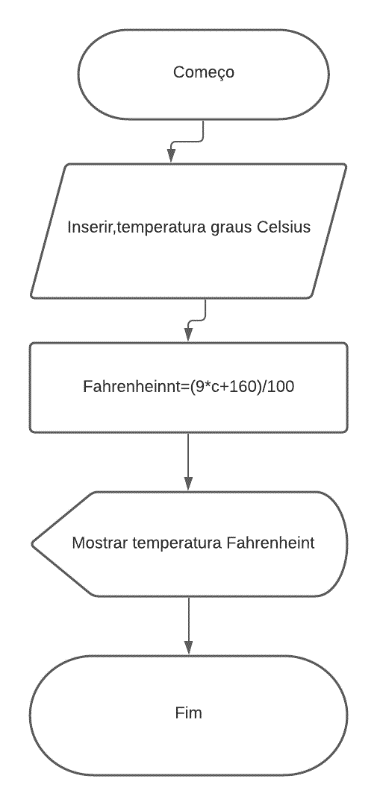 Começo
Inserir,temperatura graus Celsius
Fahrenheinnt=(9*c+160)/100
Mostrar temperatura Fahrenheint
Fim